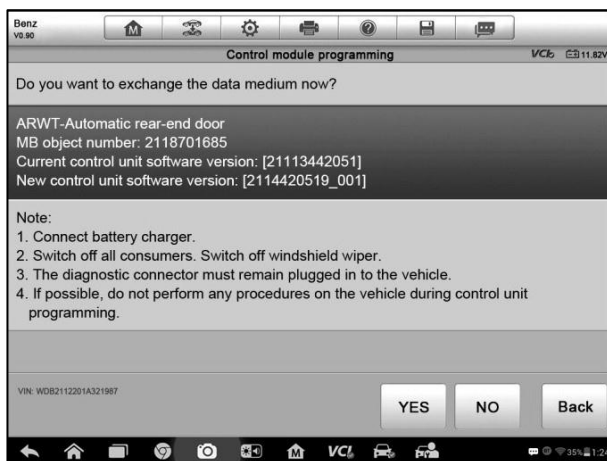 Benz
V0.90
Control module programming
VCI
11.82V
Do you want to exchange the data medium now?
ARWT-Automatic rear-end door
MB object number: 2118701685
Current control unit software version: [21113442051]
New control unit software version: [2114420519_001]
Note:
1. Connect battery charger.
2. Switch off all consumers. Switch off windshield wiper.
3. The diagnostic connector must remain plugged in to the vehicle.
4. If possible, do not perform any procedures on the vehicle during control unit
programming.
VIN: WDB2112201A321987
YES
NO
Back
VCI
35%
1:24